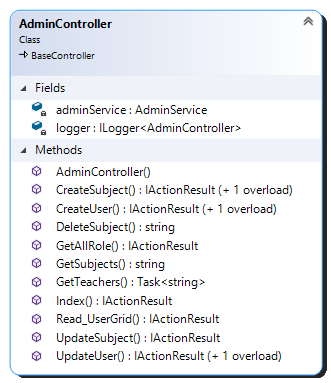 AdminController
Class
BaseController
Fields
adminService : AdminService
logger : ILogger<AdminController>
Methods
AdminController()
CreateSubject() : IActionResult (+ 1 overload)
CreateUser() : IActionResult (+ 1 overload)
DeleteSubject() : string
GetAllRole() : IActionResult
GetSubjects() : string
GetTeachers() : Task<string>
Index() : IActionResult
Read_UserGrid() : IActionResult
UpdateSubject() : IActionResult
UpdateUser() : IActionResult (+ 1 overload)